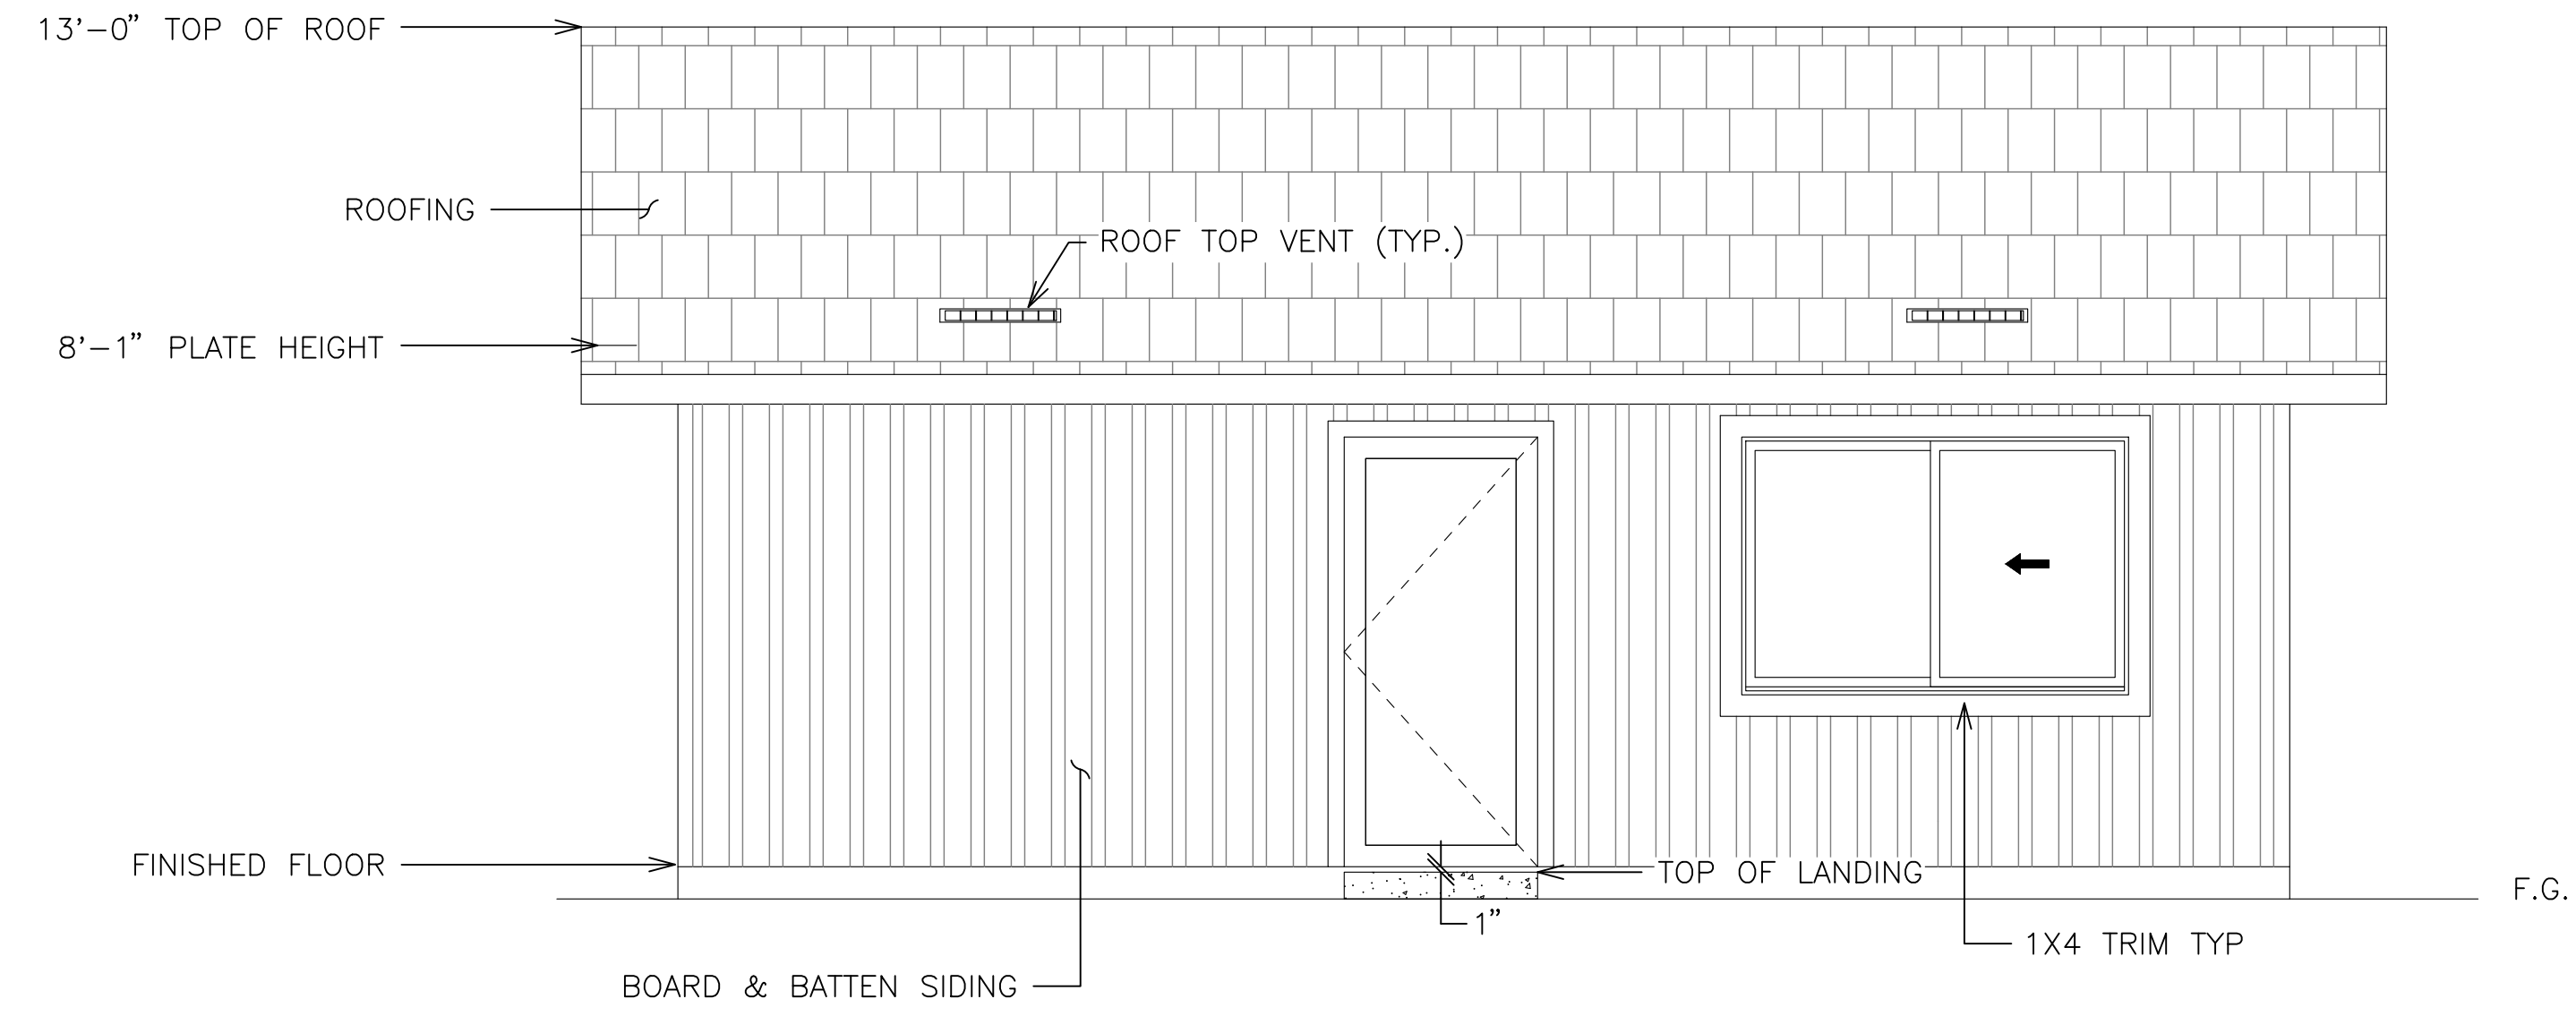 13’-0” TOP OF ROOF
ROOFING
ROOF TOP VENT (TYP.)
8’-1” PLATE HEIGHT
FINISHED FLOOR
TOP OF LANDING
F.G.
1”
1X4 TRIM TYP
BOARD & BATTEN SIDING